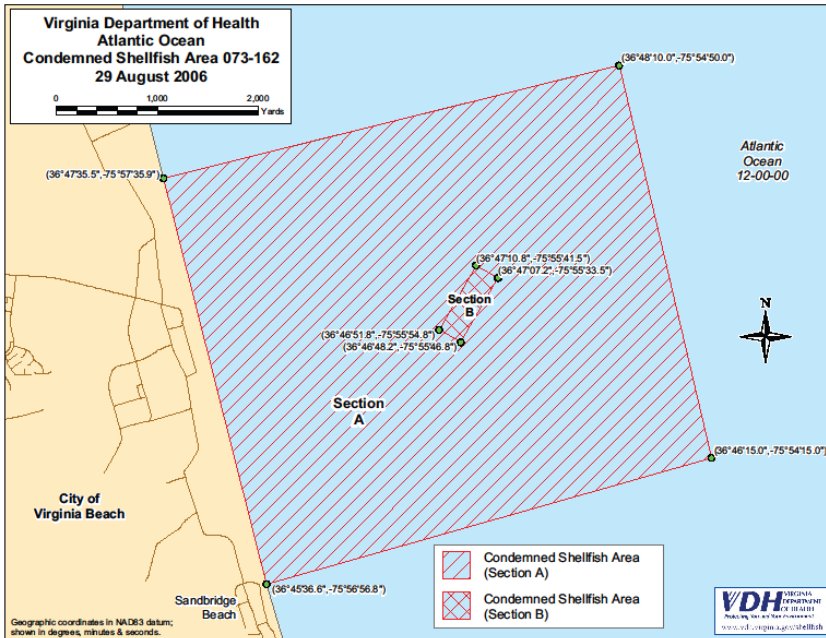 Virginia Department of Health
Atlantic Ocean
Condemned Shellfish Area 073-162
29 August 2006
0 1,000 2,000
Yards
(36°48'10.0",-75°54'50.0")
Atlantic
Ocean
12-00-00
(36°47'35.5",-75°57'35.9")
(36°47'10.8",-75°55'41.5")
(36°47'07.2",-75°55'33.5")
Section
B
N
(36°46'51.8",-75°55'54.8")
(36°46'48.2",-75°55'46.8")
Section
A
(36°46'15.0",-75°54'15.0")
City of
Virginia Beach
Condemned Shellfish Area
(Section A)
Condemned Shellfish Area
(Section B)
(36°45'36.6",-75°56'56.8")
Sandbridge
Beach
Geographic coordinates in NAD83 datum;
shown in degrees, minutes & seconds.
VDH VIRGINIA
DEPARTMENT
OF HEALTH
Protecting You and Your Environment